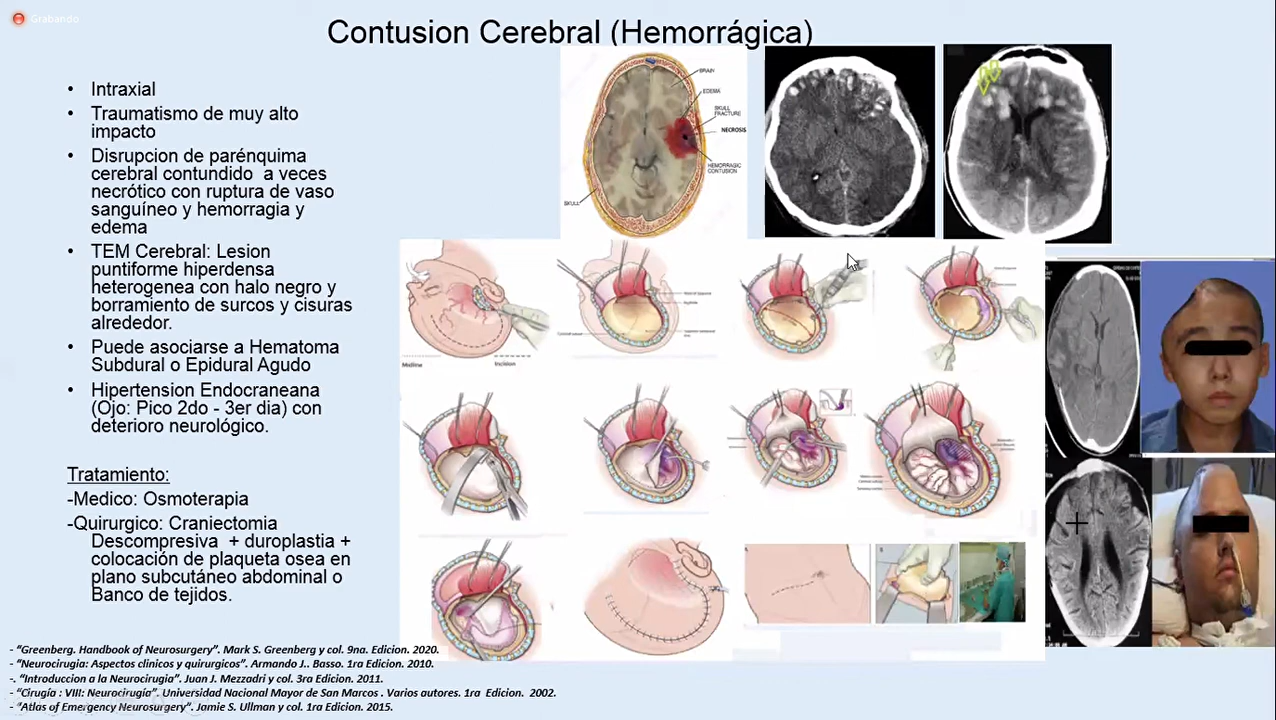 Grabando
Contusion Cerebral (Hemorrágica)
• Intraxial
• Traumatismo de muy alto
impacto
• Disrupcion de parénquima
cerebral contundido a veces
necrótico con ruptura de vaso
sanguíneo y hemorragia y
edema
• TEM Cerebral: Lesion
puntiforme hiperdensa
heterogenea con halo negro y
borramiento de surcos y cisuras
alrededor.
• Puede asociarse a Hematoma
Subdural o Epidural Agudo
• Hipertension Endocraneana
(Ojo: Pico 2do - 3er dia) con
deterioro neurológico.
Tratamiento:
-Medico: Osmoterapia
-Quirurgico: Craniectomia
Descompresiva + duroplastia +
colocación de plaqueta osea en
plano subcutáneo abdominal o
Banco de tejidos.
BRAIN
EDEMA
SKULL
FRACTURE
NECROSIS
HEMORRAGIC
CONTUSION
SKULL
Midline
Incision
- "Greenberg. Handbook of Neurosurgery". Mark S. Greenberg y col. 9na. Edicion. 2020.
- "Neurocirugia: Aspectos clinicos y quirurgicos". Armando J.. Basso. 1ra Edicion. 2010.
-. "Introduccion a la Neurocirugia". Juan J. Mezzadri y col. 3ra Edicion. 2011.
- "Cirugía : VIII: Neurocirugía". Universidad Nacional Mayor de San Marcos . Varios autores. 1ra Edicion. 2002.
- "Atlas of Emergency Neurosurgery". Jamie S. Ullman y col. 1ra Edicion. 2015.